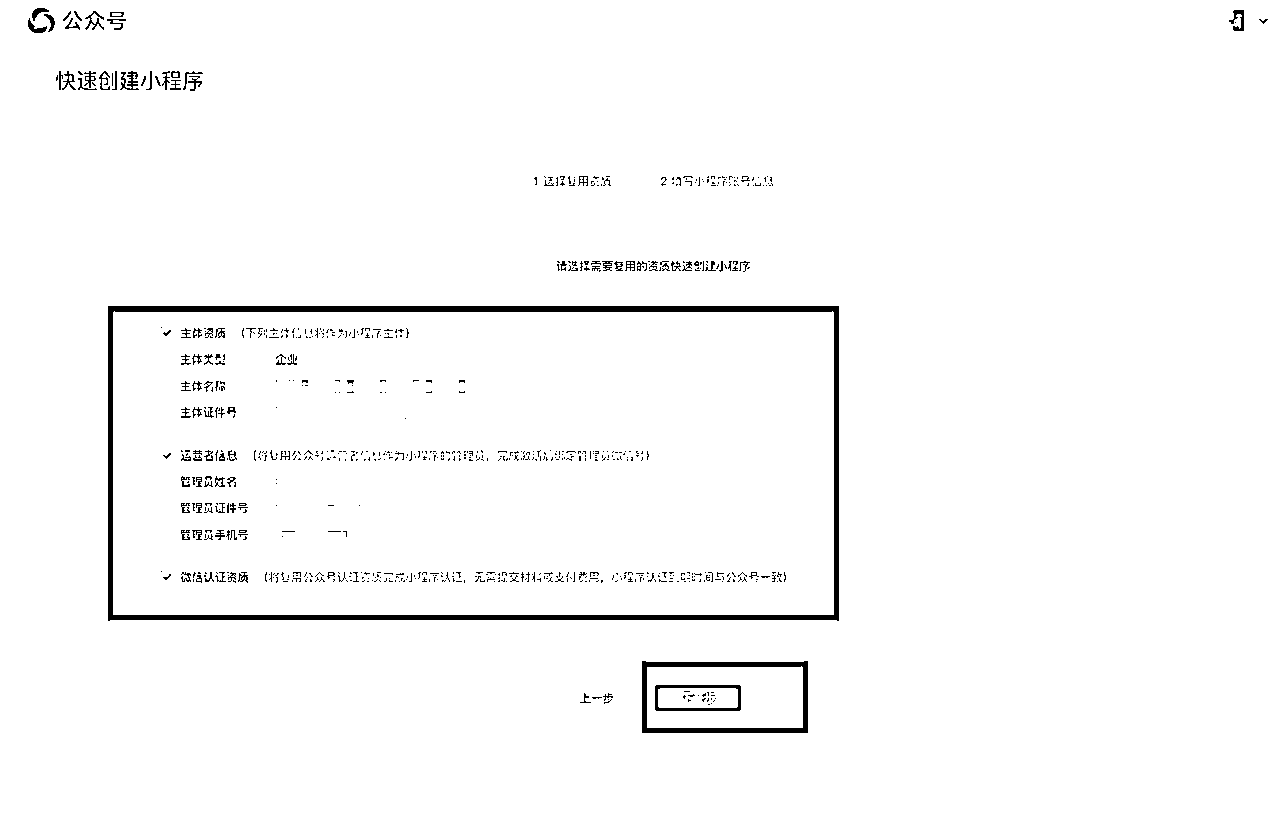 公众号
快速创建小程序
1 选择复用资质 2 填写小程序账号信息
请选择需要复用的资质快速创建小程序
主体资质 (下列主体信息将作为小程序主体)
主体类型 企业
主体名称
主体证件号
运营者信息 (将复用公众号运营者信息作为小程序的管理员，完成激活后绑定管理员微信号)
管理员姓名
管理员证件号
管理员手机号
微信认证资质 (将复用公众号认证资质完成小程序认证，无需提交材料或支付费用，小程序认证到期时间与公众号一致)
上一步